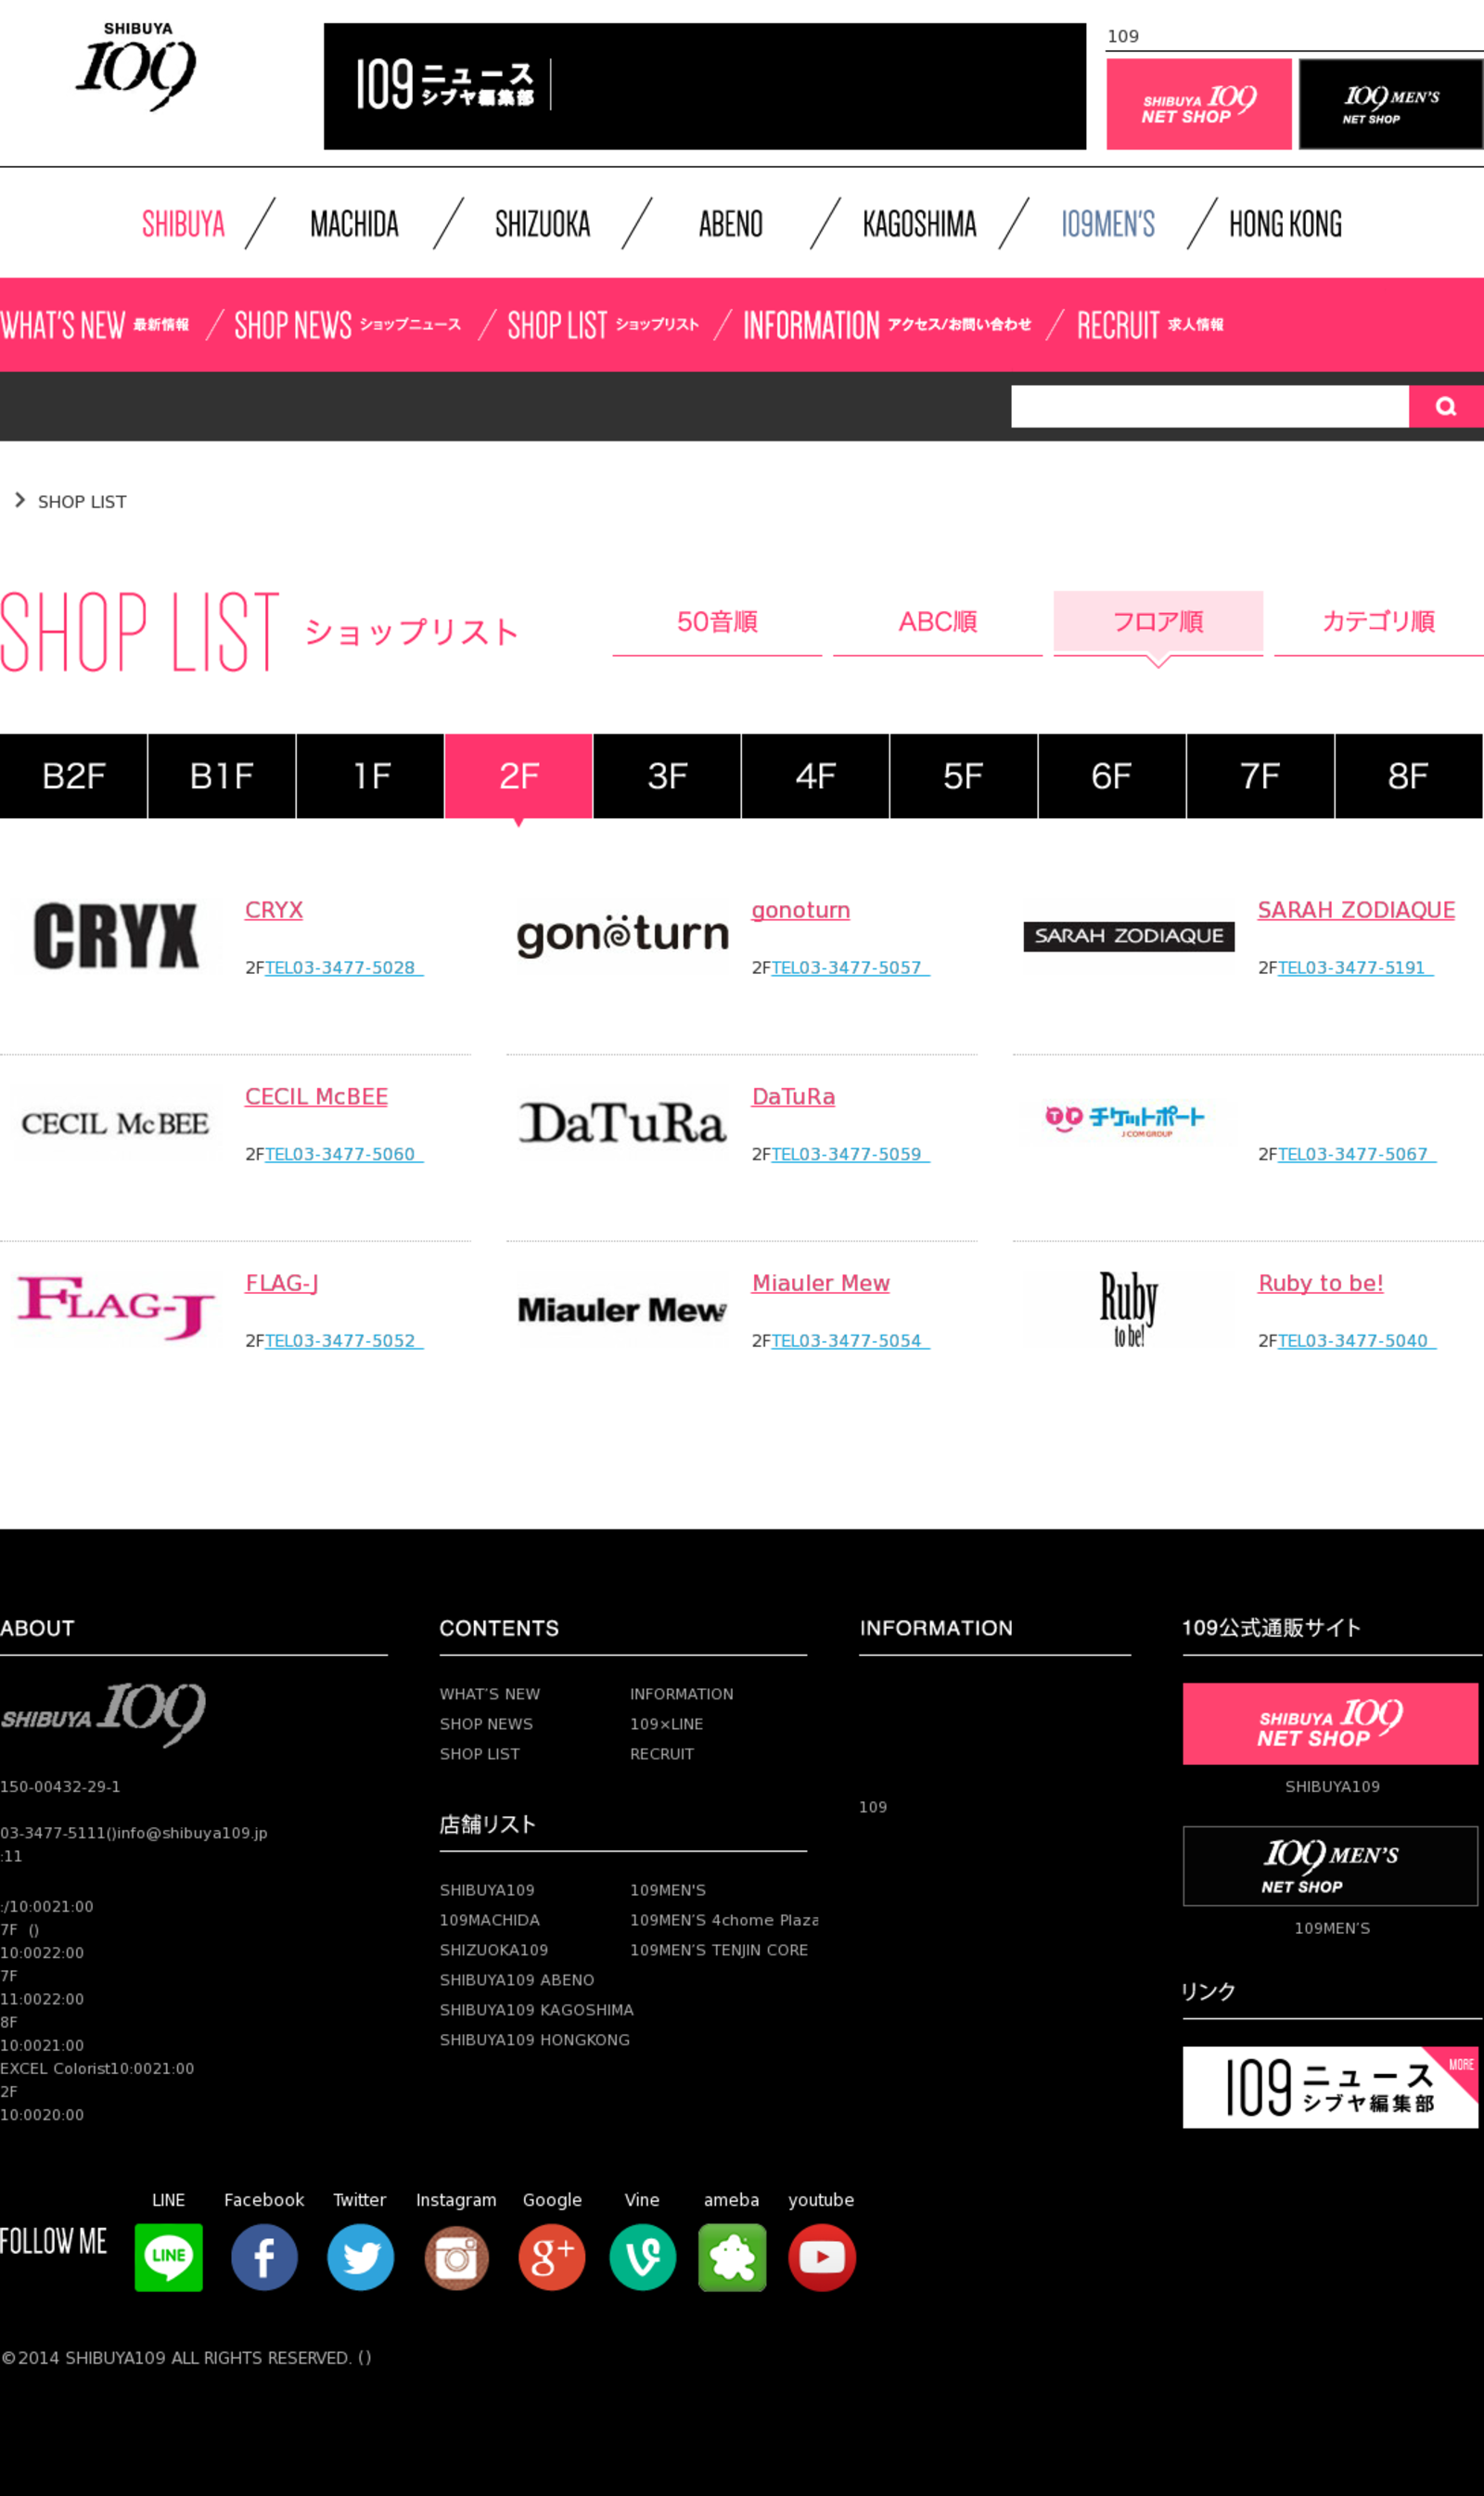 SHIBUYA
109
109ニュース
シブヤ編集部
109
SHIBUYA 109
NET SHOP
109 MEN'S
NET SHOP
SHIBUYA
MACHIDA
SHIZUOKA
ABENO
KAGOSHIMA
109MEN'S
HONG KONG
WHAT'S NEW 最新情報
SHOP NEWS ショップニュース
SHOP LIST ショップリスト
INFORMATION アクセス/お問い合わせ
RECRUIT 求人情報
SHOP LIST
SHOP LIST ショップリスト
50音順
ABC順
フロア順
カテゴリ順
B2F
B1F
1F
2F
3F
4F
5F
6F
7F
8F
CRYX
CRYX
2FTEL03-3477-5028
gonoturn
gonoturn
2FTEL03-3477-5057
SARAH ZODIAQUE
SARAH ZODIAQUE
2FTEL03-3477-5191
CECIL McBEE
CECIL McBEE
2FTEL03-3477-5060
DaTuRa
DaTuRa
2FTEL03-3477-5059
TP チケットポート
J:COM GROUP
2FTEL03-3477-5067
FLAG-J
FLAG-J
2FTEL03-3477-5052
Miauler Mew
Miauler Mew
2FTEL03-3477-5054
Ruby
to be!
Ruby to be!
2FTEL03-3477-5040
ABOUT
SHIBUYA 109
150-00432-29-1
03-3477-5111()info@shibuya109.jp
:11
:/10:0021:00
7F ()
10:0022:00
7F
11:0022:00
8F
10:0021:00
EXCEL Colorist10:0021:00
2F
10:0020:00
CONTENTS
WHAT'S NEW
SHOP NEWS
SHOP LIST
INFORMATION
109×LINE
RECRUIT
店舗リスト
SHIBUYA109
109MACHIDA
SHIZUOKA109
SHIBUYA109 ABENO
SHIBUYA109 KAGOSHIMA
SHIBUYA109 HONGKONG
109MEN'S
109MEN'S 4chome Plaza
109MEN'S TENJIN CORE
INFORMATION
109
109公式通販サイト
SHIBUYA 109
NET SHOP
SHIBUYA109
109 MEN'S
NET SHOP
109MEN'S
リンク
109ニュース
シブヤ編集部
MORE
FOLLOW ME
LINE
LINE
Facebook
Twitter
Instagram
Google
g+
Vine
ameba
youtube
©2014 SHIBUYA109 ALL RIGHTS RESERVED. ()